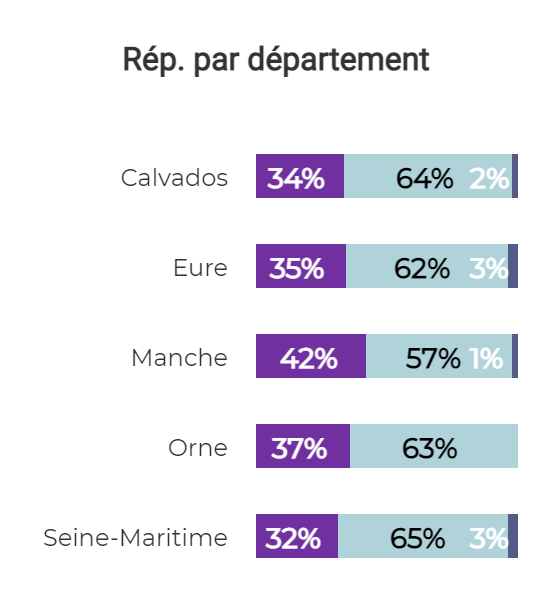 Rép. par département
Calvados 34% 64% 2%
Eure 35% 62% 3%
Manche 42% 57% 1%
Orne 37% 63%
Seine-Maritime 32% 65% 3%